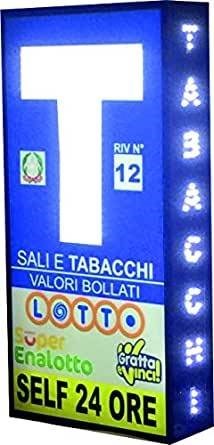 T
RIV N°
12
SALI E TABACCHI
VALORI BOLLATI
LOTTO
Super
Enalotto
Gratta
e Vinci!
SELF 24 ORE
TABACCHI